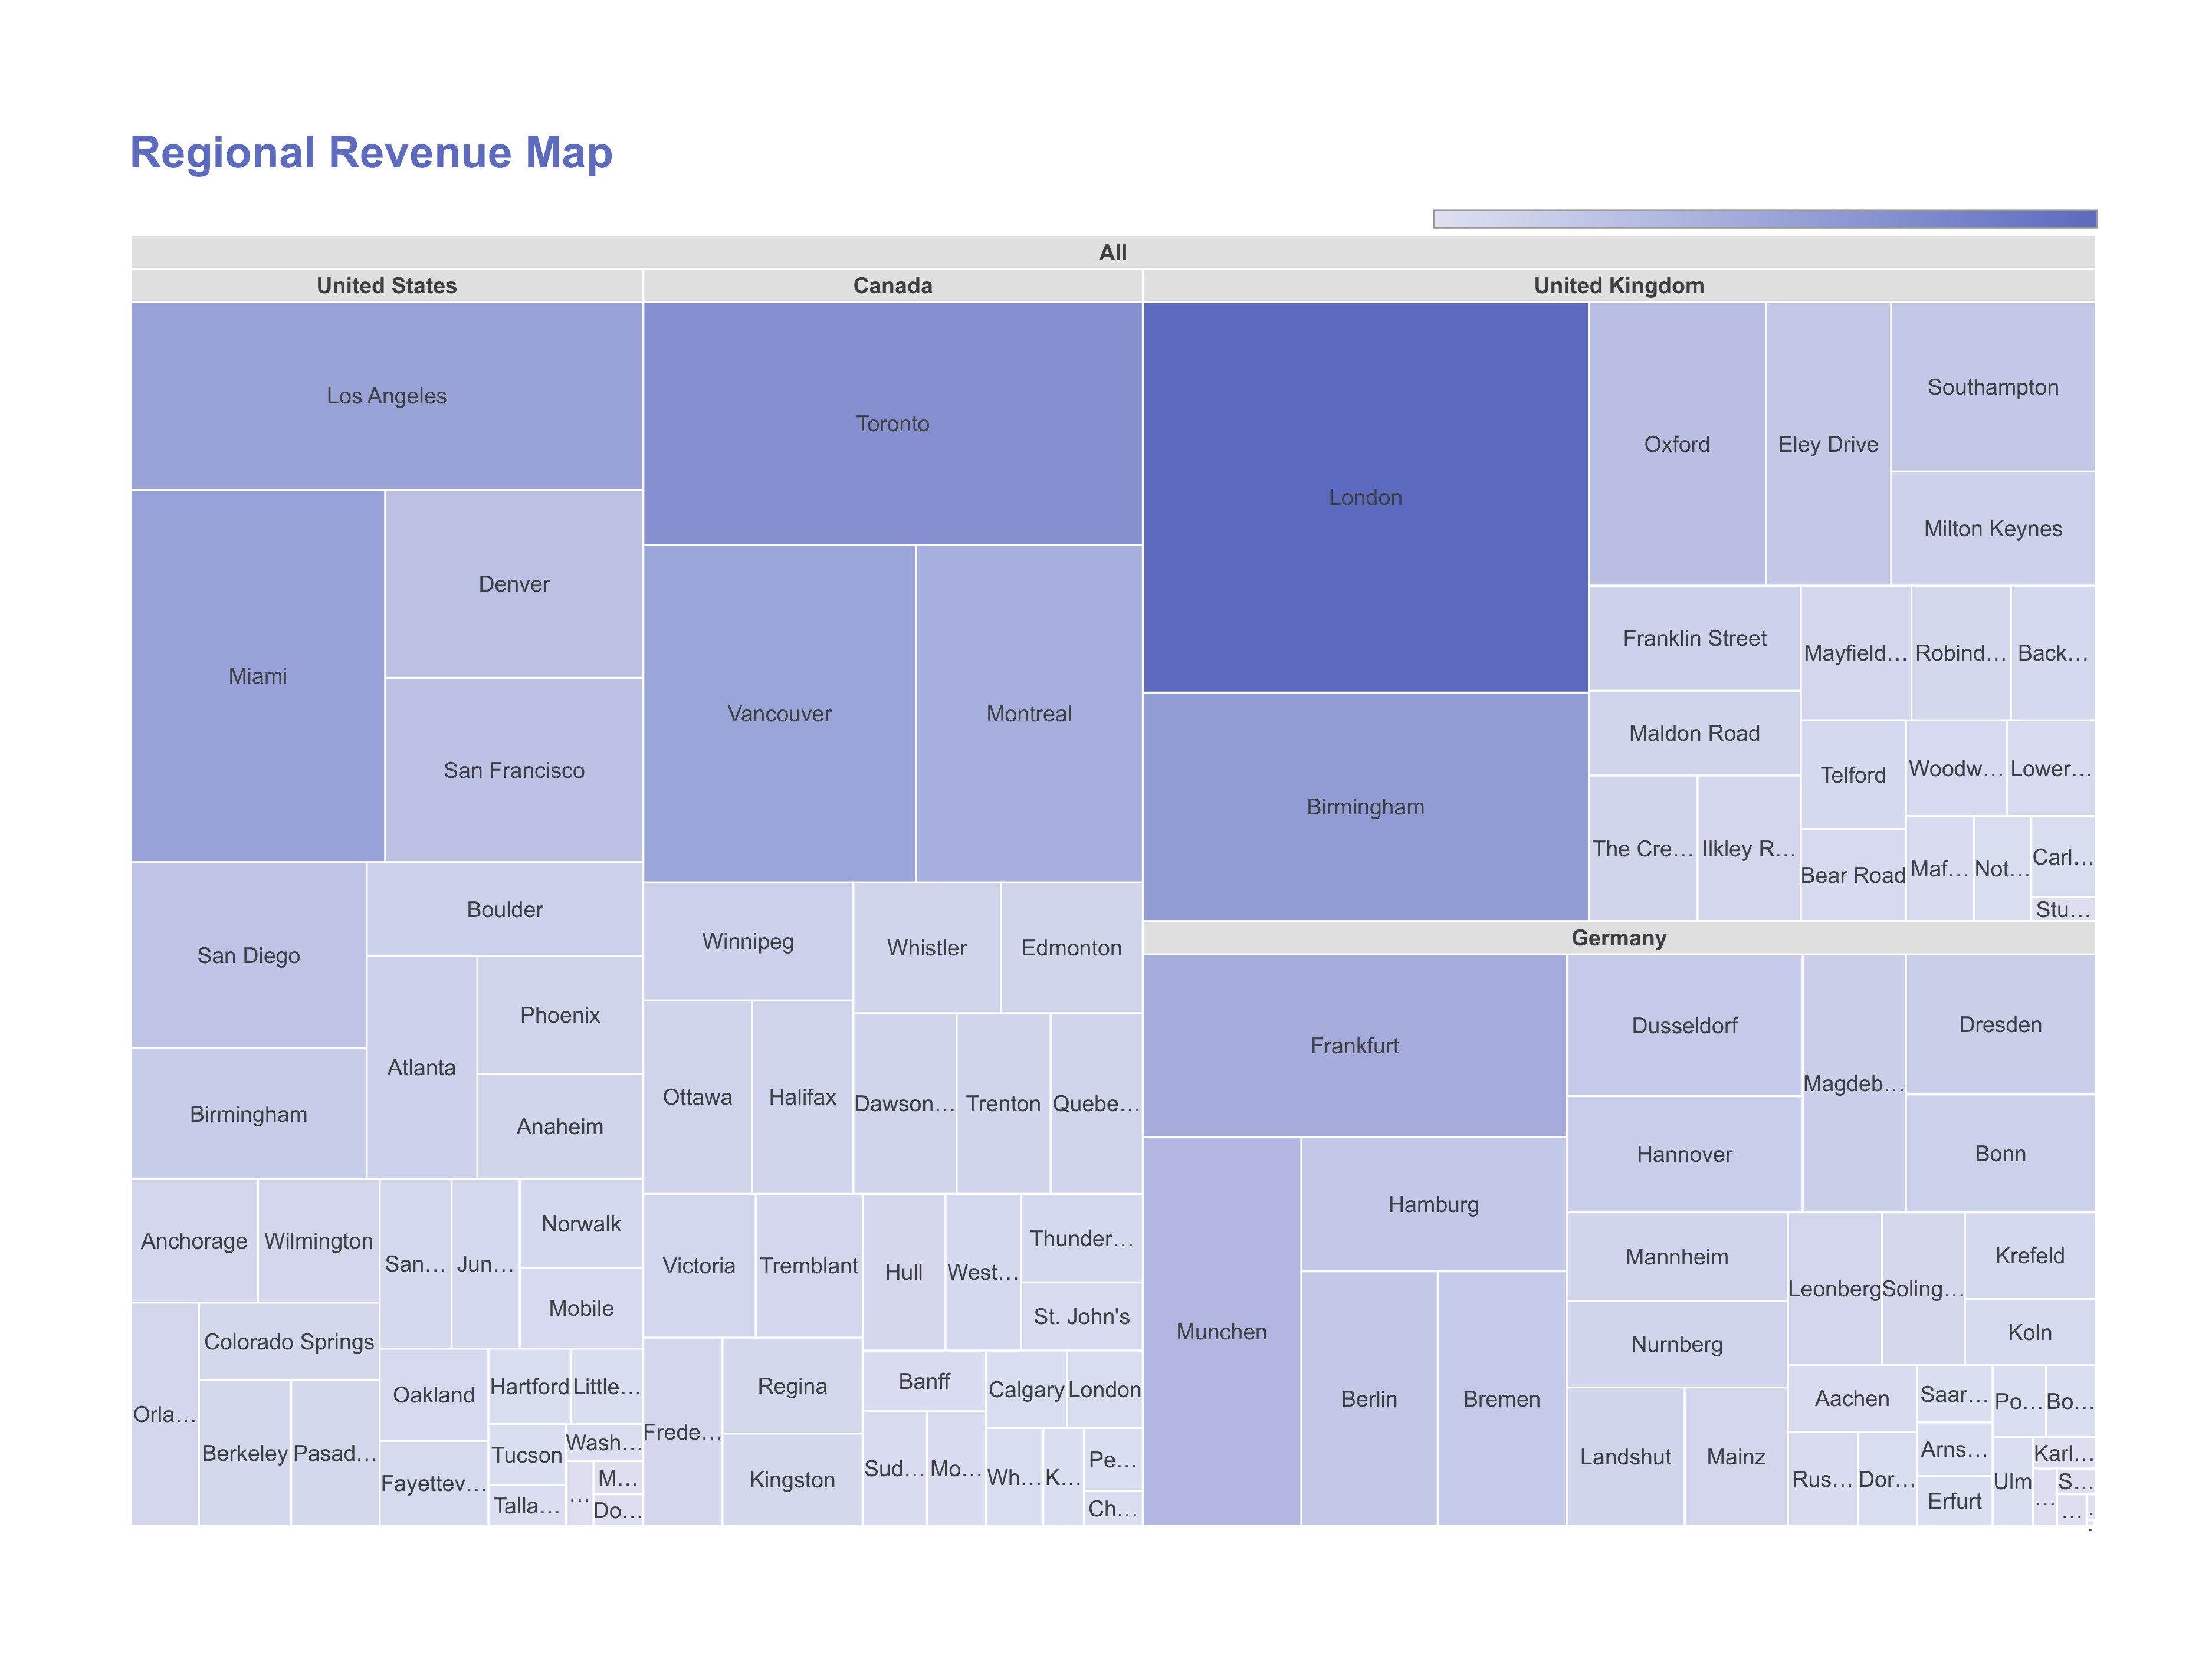 Regional Revenue Map
All
United States
Canada
United Kingdom
Los Angeles
Miami
Denver
San Francisco
San Diego
Boulder
Birmingham
Atlanta
Phoenix
Anaheim
Anchorage
Wilmington
San…
Jun…
Norwalk
Mobile
Orla…
Colorado Springs
Berkeley
Pasad…
Oakland
Fayettev…
Hartford
Little…
Tucson
Talla…
Wash…
…
M…
Do…
Toronto
Vancouver
Montreal
Winnipeg
Whistler
Edmonton
Ottawa
Halifax
Dawson…
Trenton
Quebe…
Victoria
Tremblant
Hull
West…
Thunder…
St. John's
Frede…
Regina
Kingston
Banff
Sud…
Mo…
Calgary
London
Wh…
K…
Pe…
Ch…
London
Birmingham
Oxford
Eley Drive
Southampton
Milton Keynes
Franklin Street
Maldon Road
The Cre…
Ilkley R…
Mayfield…
Robind…
Back…
Telford
Bear Road
Woodw…
Lower…
Maf…
Not…
Carl…
Stu…
Germany
Frankfurt
Munchen
Hamburg
Berlin
Bremen
Dusseldorf
Hannover
Magdeb…
Dresden
Bonn
Mannheim
Nurnberg
Landshut
Mainz
Leonberg
Soling…
Krefeld
Koln
Aachen
Rus…
Dor…
Saar…
Arns…
Erfurt
Po…
Bo…
Ulm
Karl…
…
S…
…